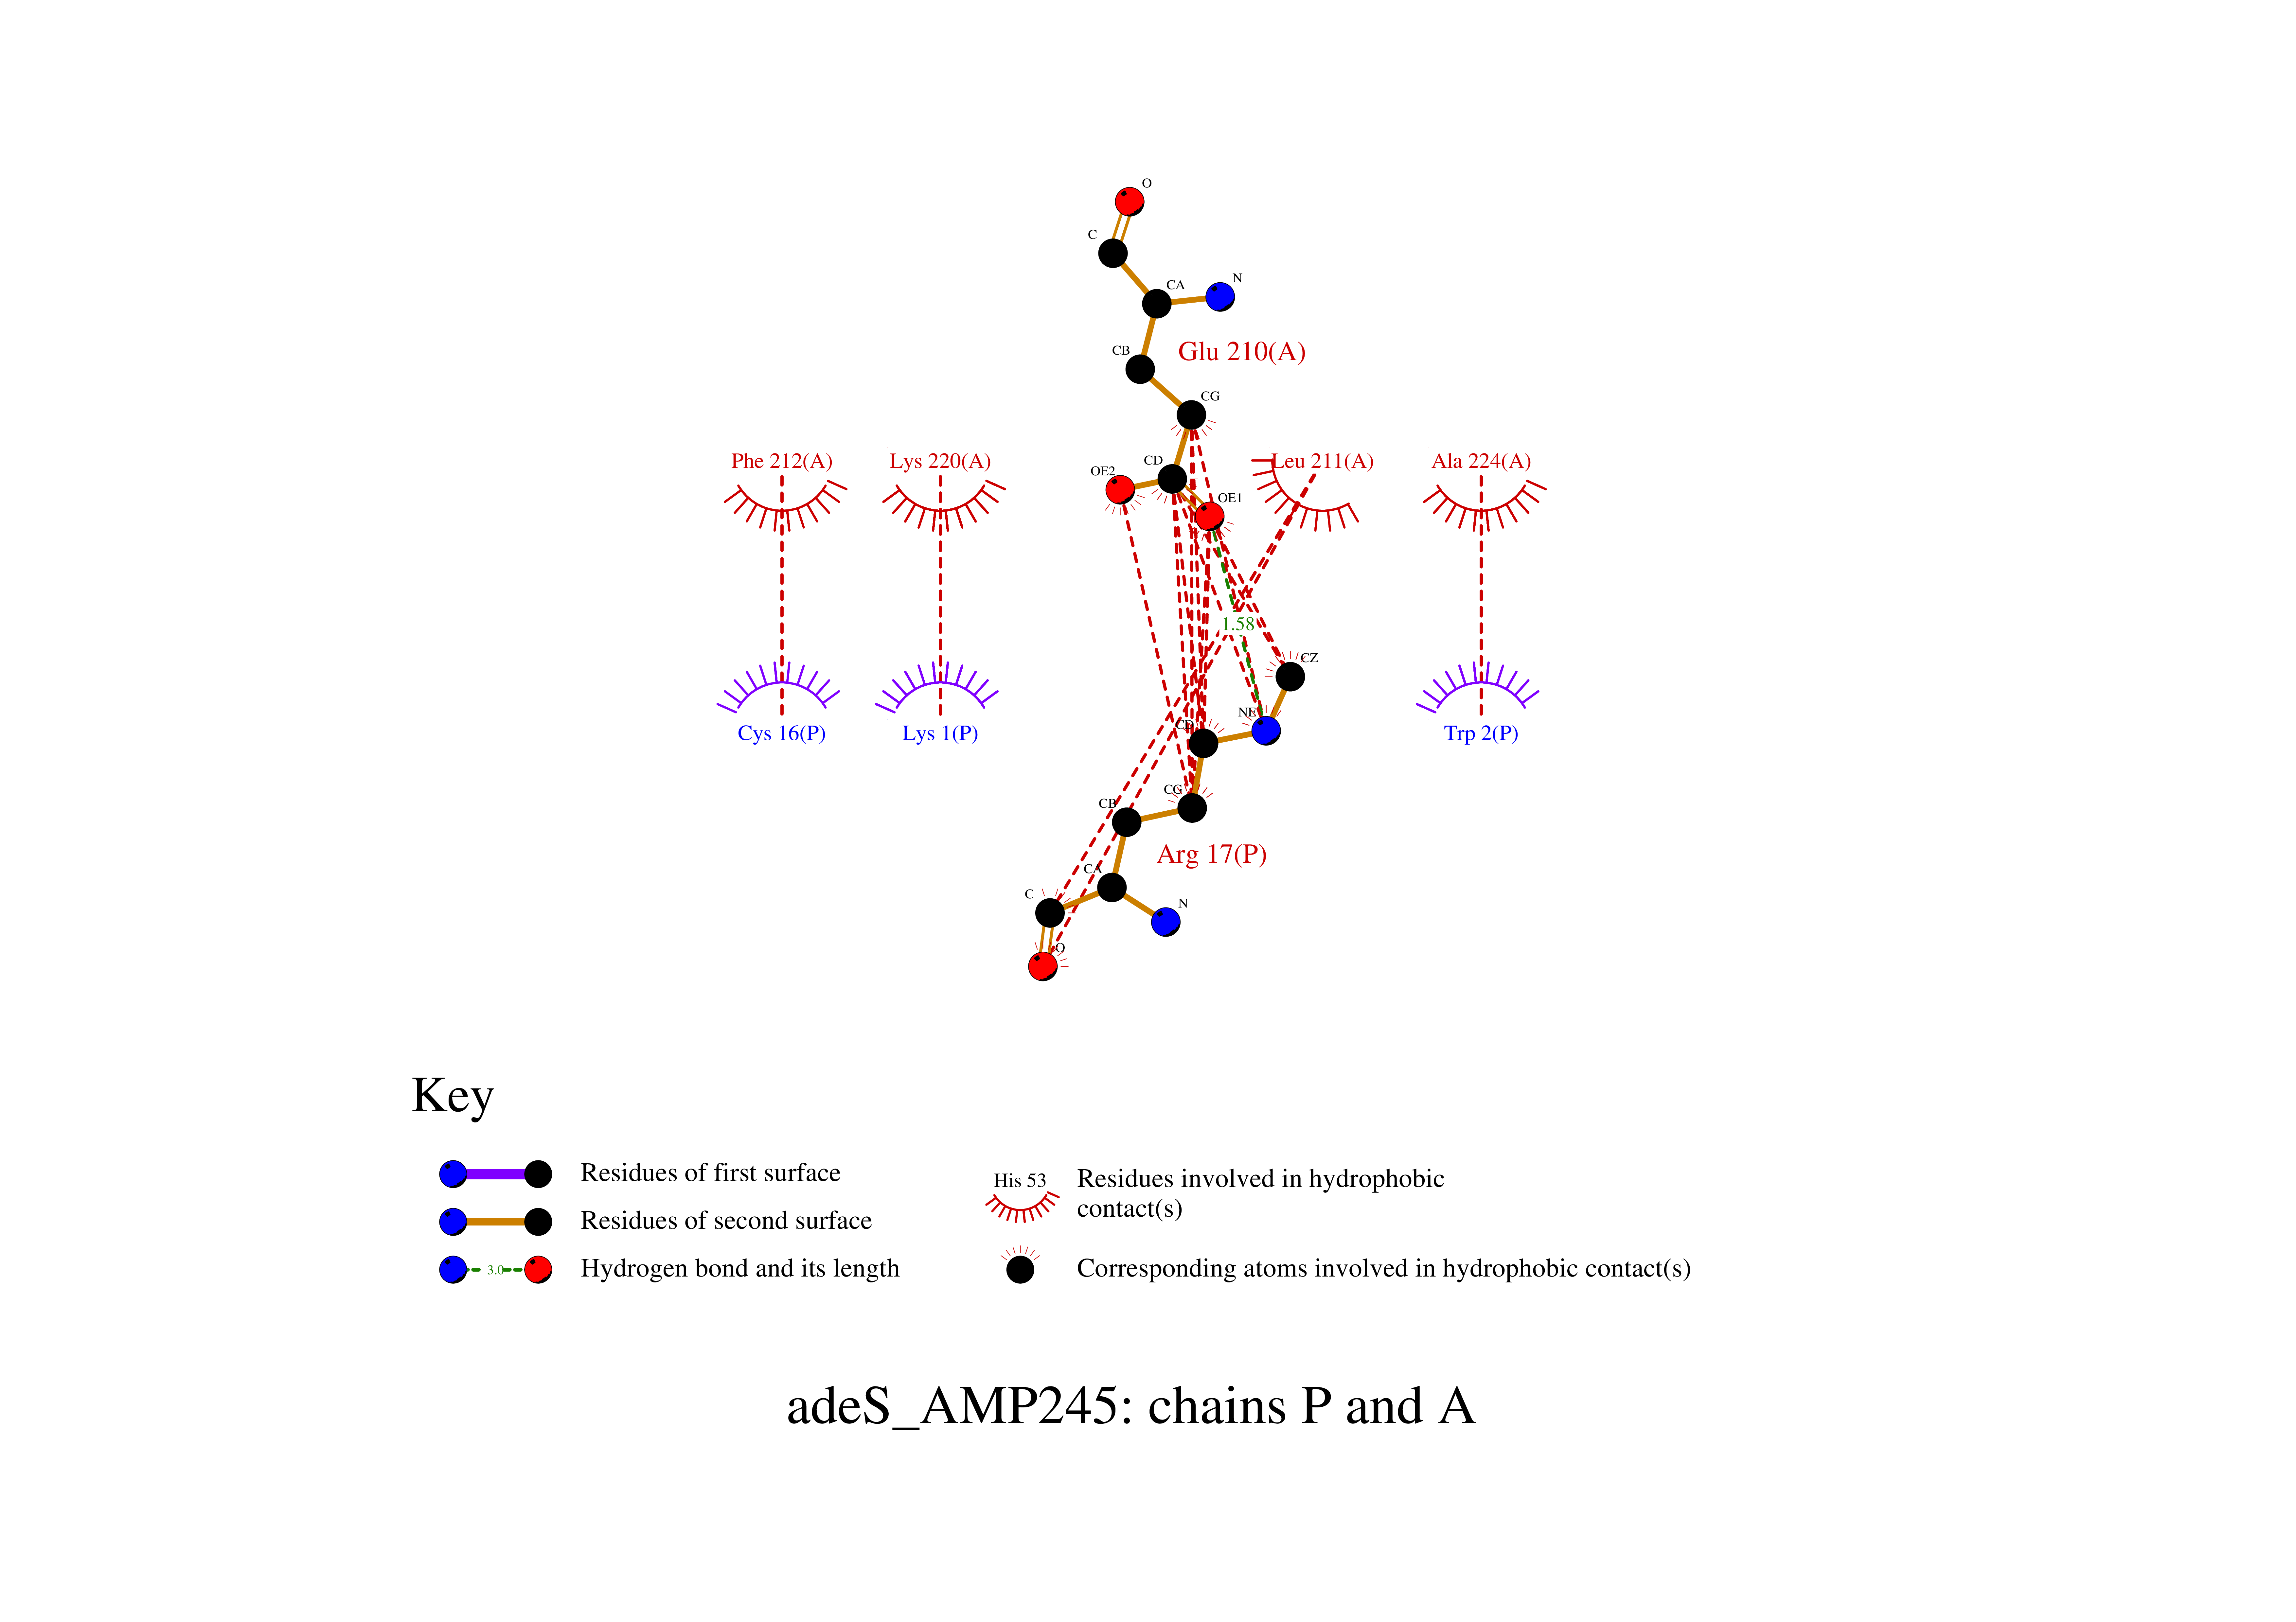 O
C
N
CA
Glu 210(A)
CB
CG
Phe 212(A)
Lys 220(A)
CD
Leu 211(A)
Ala 224(A)
OE2
OE1
1.58
CZ
NE
CD
Cys 16(P)
Lys 1(P)
Trp 2(P)
CG
CB
Arg 17(P)
CA
C
N
O
Key
Residues of first surface
Residues of second surface
3.0
Hydrogen bond and its length
His 53
Residues involved in hydrophobic
contact(s)
Corresponding atoms involved in hydrophobic contact(s)
adeS_AMP245: chains P and A